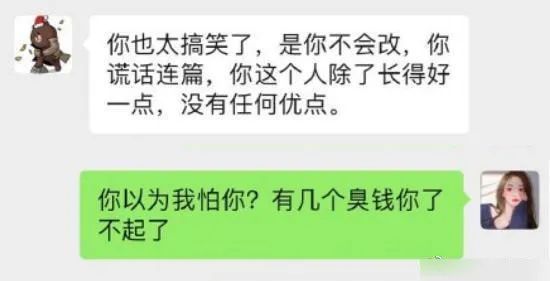 你也太搞笑了，是你不会改，你
谎话连篇，你这个人除了长得好
一点，没有任何优点。
你以为我怕你？有几个臭钱你了
不起了